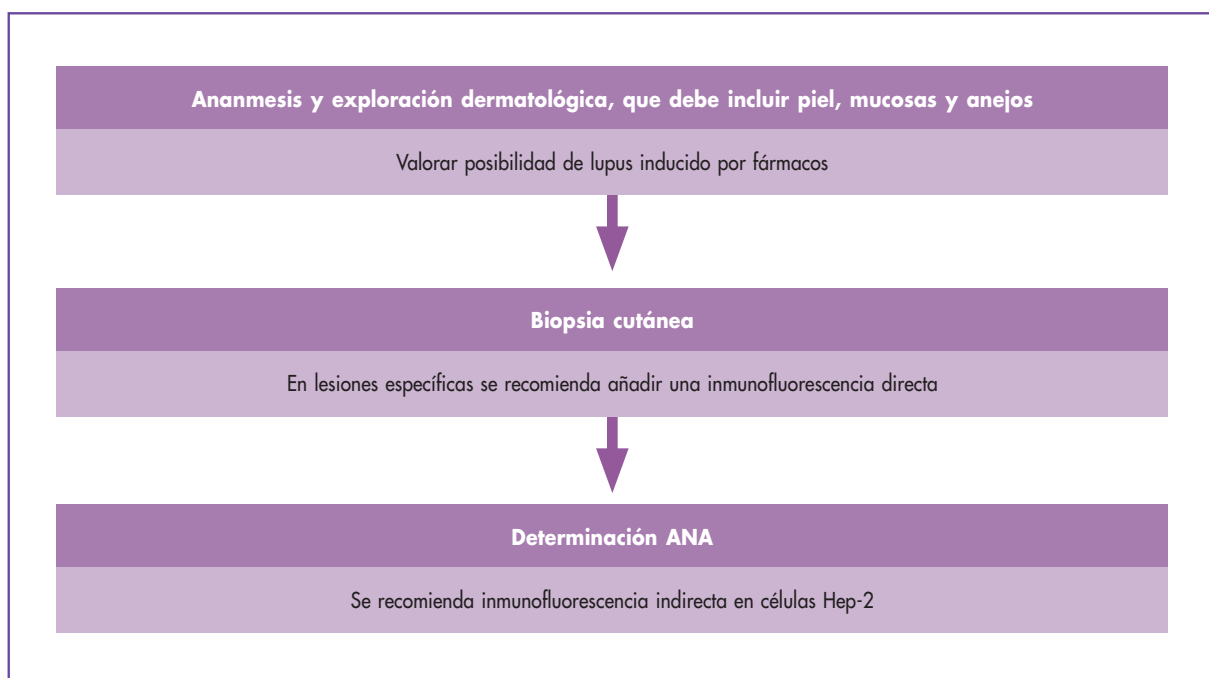 Ananmesis y exploración dermatológica, que debe incluir piel, mucosas y anejos
Valorar posibilidad de lupus inducido por fármacos
Biopsia cutánea
En lesiones específicas se recomienda añadir una inmunofluorescencia directa
Determinación ANA
Se recomienda inmunofluorescencia indirecta en células Hep-2